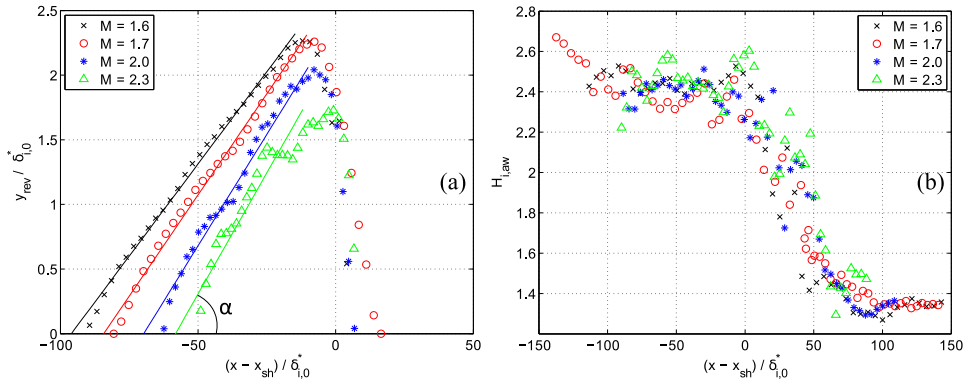 M = 1.6
M = 1.7
M = 2.0
M = 2.3
(a)
α
y_rev / δ*_i,0
2.5
2
1.5
1
0.5
0
−100
−50
0
50
(x − x_sh) / δ*_i,0
M = 1.6
M = 1.7
M = 2.0
M = 2.3
(b)
H_i,aw
2.8
2.6
2.4
2.2
2
1.8
1.6
1.4
1.2
−150
−100
−50
0
50
100
150
(x − x_sh) / δ*_i,0